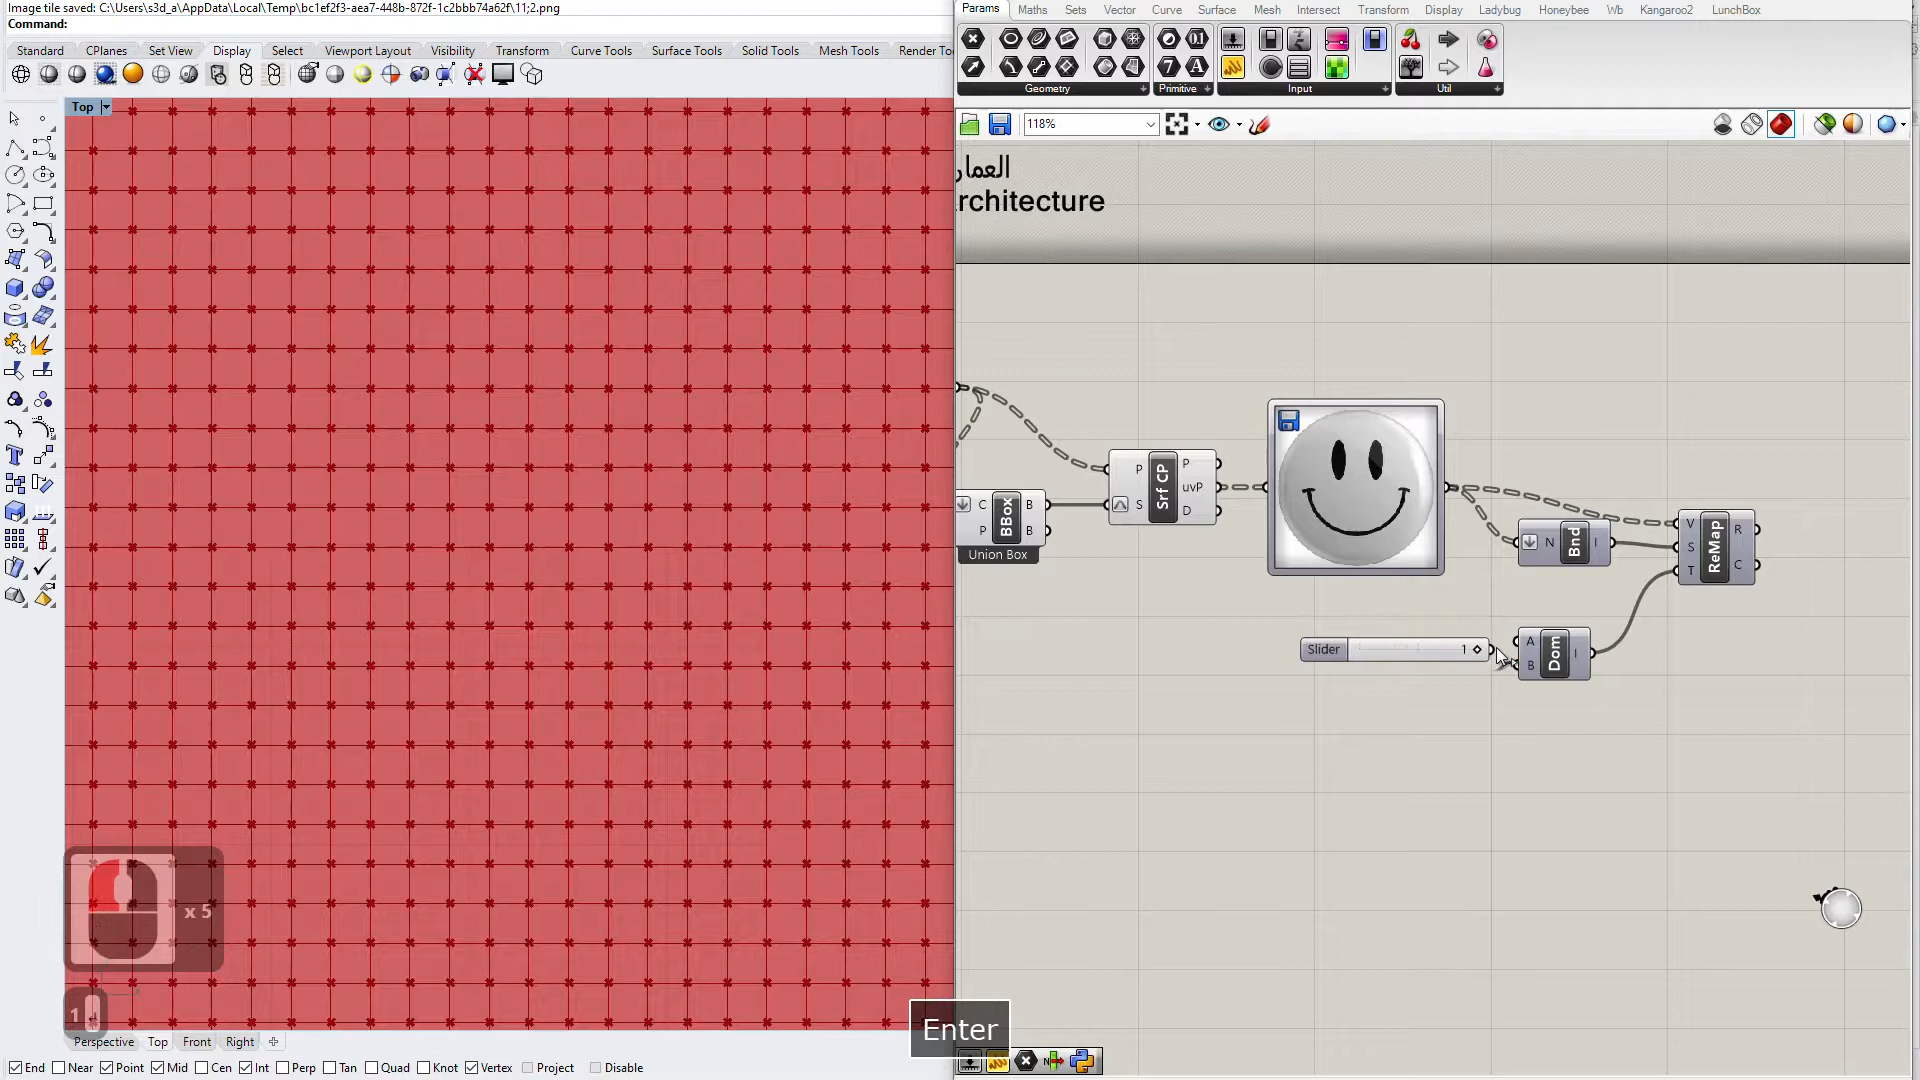 Image tile saved: C:\Users\s3d_a\AppData\Local\Temp\bc1ef2f3-aea7-448b-872f-1c2bbb74a62f\11;2.png
Command:
Standard CPlanes Set View Display Select Viewport Layout Visibility Transform Curve Tools Surface Tools Solid Tools Mesh Tools Render To
Top
Params Maths Sets Vector Curve Surface Mesh Intersect Transform Display Ladybug Honeybee Wb Kangaroo2 LunchBox
Geometry Primitive Input Util
118%
العمار
rchitecture
P S Srf CP P uvP D
C P BBox B B
Union Box
N Bnd I
V S T ReMap R C
Slider 1
A B Dom I
x 5
1
Enter
Perspective Top Front Right
End Near Point Mid Cen Int Perp Tan Quad Knot Vertex Project Disable